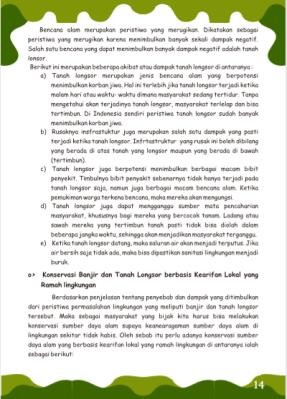 Bencana alam merupakan peristiwa yang merugikan. Dikatakan sebagai
peristiwa yang merugikan karena menimbulkan banyak sekali dampak negatif.
Salah satu bencana yang dapat menimbulkan banyak dampak negatif adalah tanah
lonsor.
Berikut ini merupakan beberapa akibat dampak tanah longsor di antaranya :
a) Tanah longsor merupakan jenis bencana alam yang berpotensi
menimbulkan korban jiwa. Hal ini terlebih jika tanah longsor terjadi ketika
malam hari atau waktu- waktu dimana masyarakat sedang tertidur. Tanpa
mengetahui akan terjadinya tanah longsor, masyarakat terlelap dan bisa
tertimbun. Di Indonesia sendiri peristiwa tanah longsor sudah banyak
menimbulkan korban jiwa.
b) Rusaknya infrastuktur juga merupakan salah satu dampak yang pasti
terjadi ketika tanah longsor. Infrtastruktur yang rusak ini boleh dibilang
yang berada di atas tanah yang longsor maupun yang berada di bawah
(tertimbun).
c) Tanah longsor juga berpotensi menimbulkan berbagai macam bibit
penyekit. Timbulnya bibit penyakit sebenarnya tidak hanya terjadi pada
tanah longsor saja, namun juga berbagai macam bencana alam. Ketika
pemukiman warga terkena bencana, maka mereka akan mengungsi.
d) Tanah longsor juga dapat mengganggu sumber mata pencaharian
masyarakat, khususnya bagi mereka yang bercocok tanam. Ladang atau
sawah mereka yang tertimbun tanah pasti tidak bisa diolah dalam
beberapa jangka waktu, sehingga akan menjadikan masyarakat terganggu.
e) Ketika tanah longsor datang, maka saluran air akan menjadi terputus. Jika
air bersih saja tidak ada, maka bisa dipastikan sanitasi lingkungan menjadi
buruk.
o> Konservasi Banjir dan Tanah Longsor berbasis Kearifan Lokal yang
Ramah lingkungan
Berdasarkan penjelasan tentang penyebab dan dampak yang ditimbulkan
dari peristiwa permasalahan lingkungan yang meliputi banjir dan tanah longsor
tersebut. Maka sebagai masyarakat yang bijak kita harus bisa melakukan
konservasi sumber daya alam supaya keanearagaman sumber daya alam di
lingkungan sekitar tidak habis. Oleh sebab itu perlu adanya konservasi sumber
daya alam yang berbasis kearifan lokal yang ramah lingkungan di antaranya ialah
sebagai berikut:
14